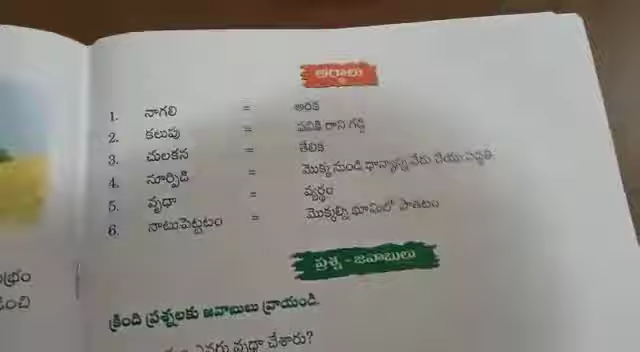 అర్థాలు
1. నాగలి = అరక
2. కలుపు = పనికి రాని గడ్డి
3. చులకన = తేలిక
4. నూర్పిడి = మొక్క నుండి ధాన్యాన్ని వేరు చేయు పద్ధతి
5. వృథా = వ్యర్థం
6. నాటుపెట్టటం = మొక్కల్ని భూమిలో పాతటం
ప్రశ్న - జవాబులు
క్రింది ప్రశ్నలకు జవాబులు వ్రాయండి.
ఎవరు వృధా చేశారు?